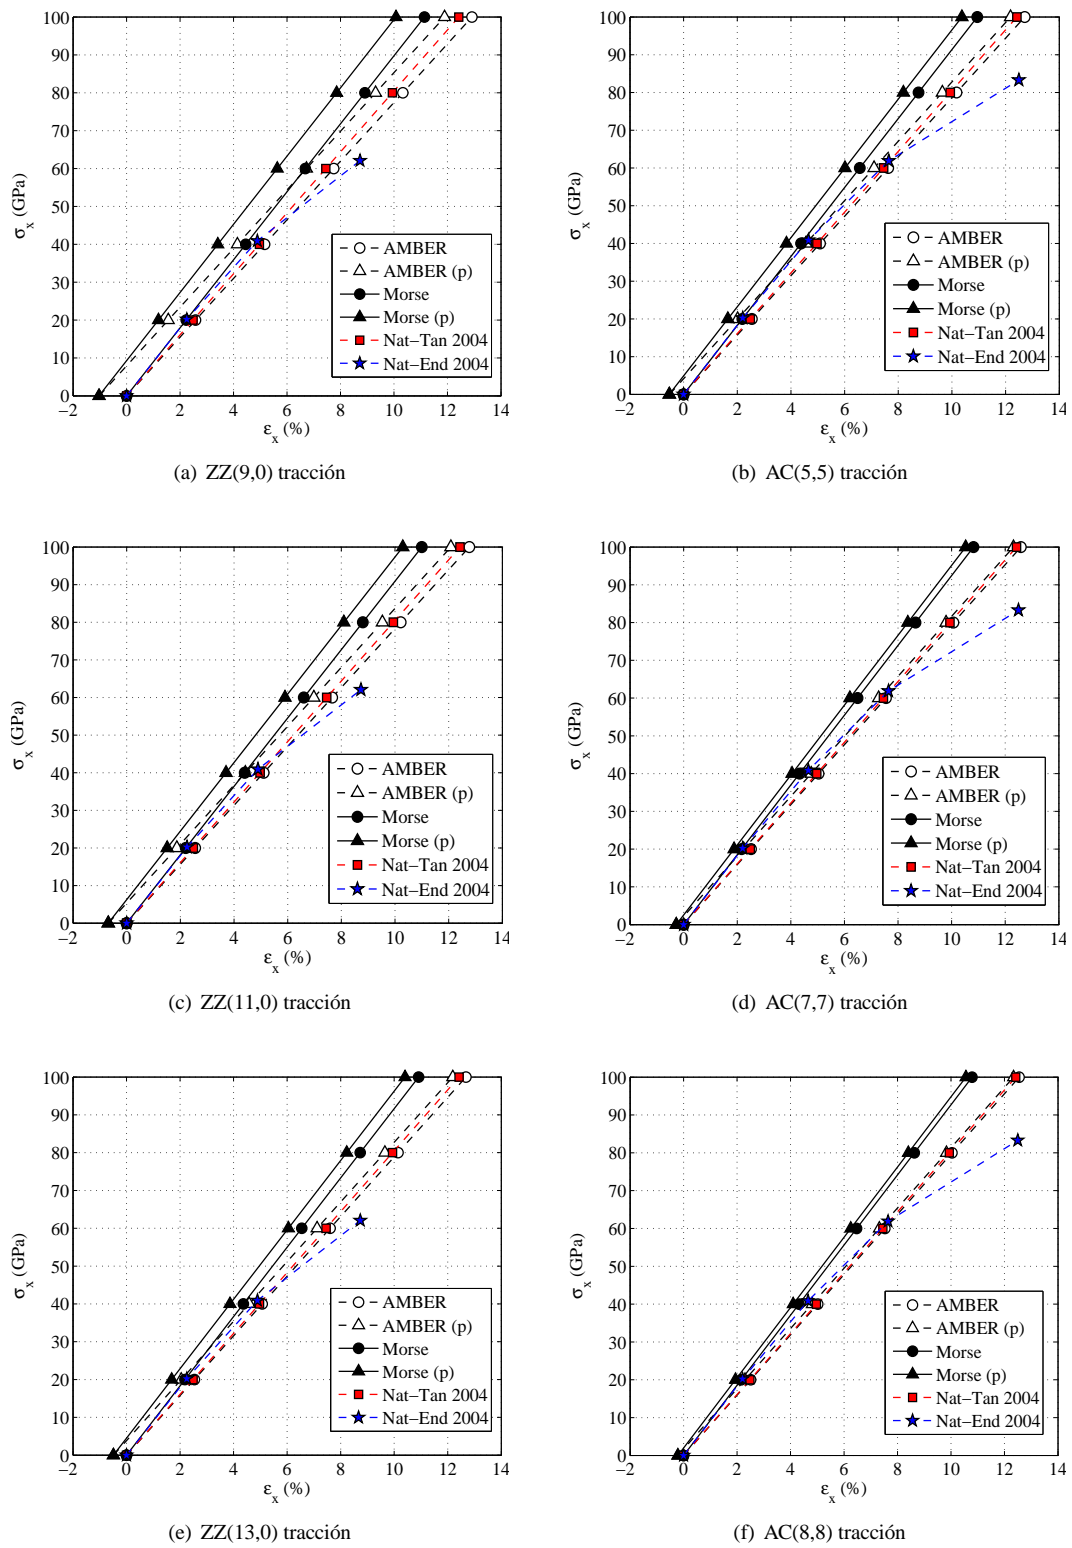 100
90
80
70
60
50
40
30
20
10
0
σx (GPa)
−2 0 2 4 6 8 10 12 14
εx (%)
AMBER
AMBER (p)
Morse
Morse (p)
Nat−Tan 2004
Nat−End 2004
(a) ZZ(9,0) tracción
100
90
80
70
60
50
40
30
20
10
0
σx (GPa)
−2 0 2 4 6 8 10 12 14
εx (%)
AMBER
AMBER (p)
Morse
Morse (p)
Nat−Tan 2004
Nat−End 2004
(b) AC(5,5) tracción
100
90
80
70
60
50
40
30
20
10
0
σx (GPa)
−2 0 2 4 6 8 10 12 14
εx (%)
AMBER
AMBER (p)
Morse
Morse (p)
Nat−Tan 2004
Nat−End 2004
(c) ZZ(11,0) tracción
100
90
80
70
60
50
40
30
20
10
0
σx (GPa)
−2 0 2 4 6 8 10 12 14
εx (%)
AMBER
AMBER (p)
Morse
Morse (p)
Nat−Tan 2004
Nat−End 2004
(d) AC(7,7) tracción
100
90
80
70
60
50
40
30
20
10
0
σx (GPa)
−2 0 2 4 6 8 10 12 14
εx (%)
AMBER
AMBER (p)
Morse
Morse (p)
Nat−Tan 2004
Nat−End 2004
(e) ZZ(13,0) tracción
100
90
80
70
60
50
40
30
20
10
0
σx (GPa)
−2 0 2 4 6 8 10 12 14
εx (%)
AMBER
AMBER (p)
Morse
Morse (p)
Nat−Tan 2004
Nat−End 2004
(f) AC(8,8) tracción